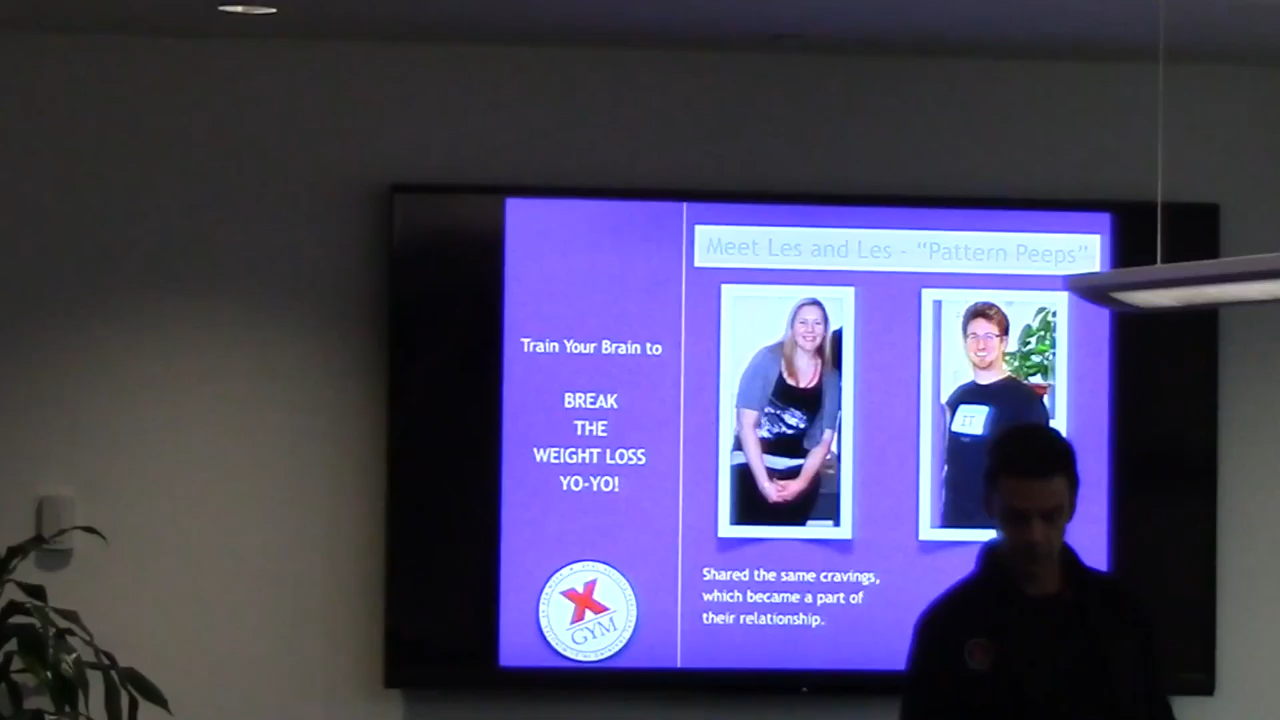 Meet Les and Les - “Pattern Peeps”
Train Your Brain to
BREAK
THE
WEIGHT LOSS
YO-YO!
IT
X
GYM
Shared the same cravings,
which became a part of
their relationship.